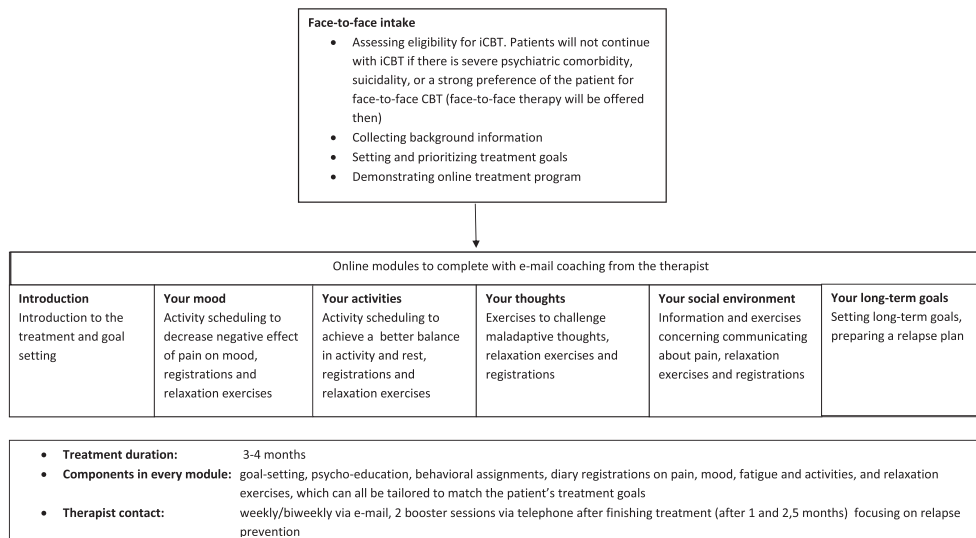 Face-to-face intake
• Assessing eligibility for iCBT. Patients will not continue
with iCBT if there is severe psychiatric comorbidity,
suicidality, or a strong preference of the patient for
face-to-face CBT (face-to-face therapy will be offered
then)
• Collecting background information
• Setting and prioritizing treatment goals
• Demonstrating online treatment program
Online modules to complete with e-mail coaching from the therapist
Introduction
Introduction to the
treatment and goal
setting
Your mood
Activity scheduling to
decrease negative effect
of pain on mood,
registrations and
relaxation exercises
Your activities
Activity scheduling to
achieve a  better balance
in activity and rest,
registrations and
relaxation exercises
Your thoughts
Exercises to challenge
maladaptive thoughts,
relaxation exercises and
registrations
Your social environment
Information and exercises
concerning communicating
about pain, relaxation
exercises and registrations
Your long-term goals
Setting long-term goals,
preparing a relapse plan
• Treatment duration: 3-4 months
• Components in every module: goal-setting, psycho-education, behavioral assignments, diary registrations on pain, mood, fatigue and activities, and relaxation
exercises, which can all be tailored to match the patient's treatment goals
• Therapist contact: weekly/biweekly via e-mail, 2 booster sessions via telephone after finishing treatment (after 1 and 2,5 months)  focusing on relapse
prevention